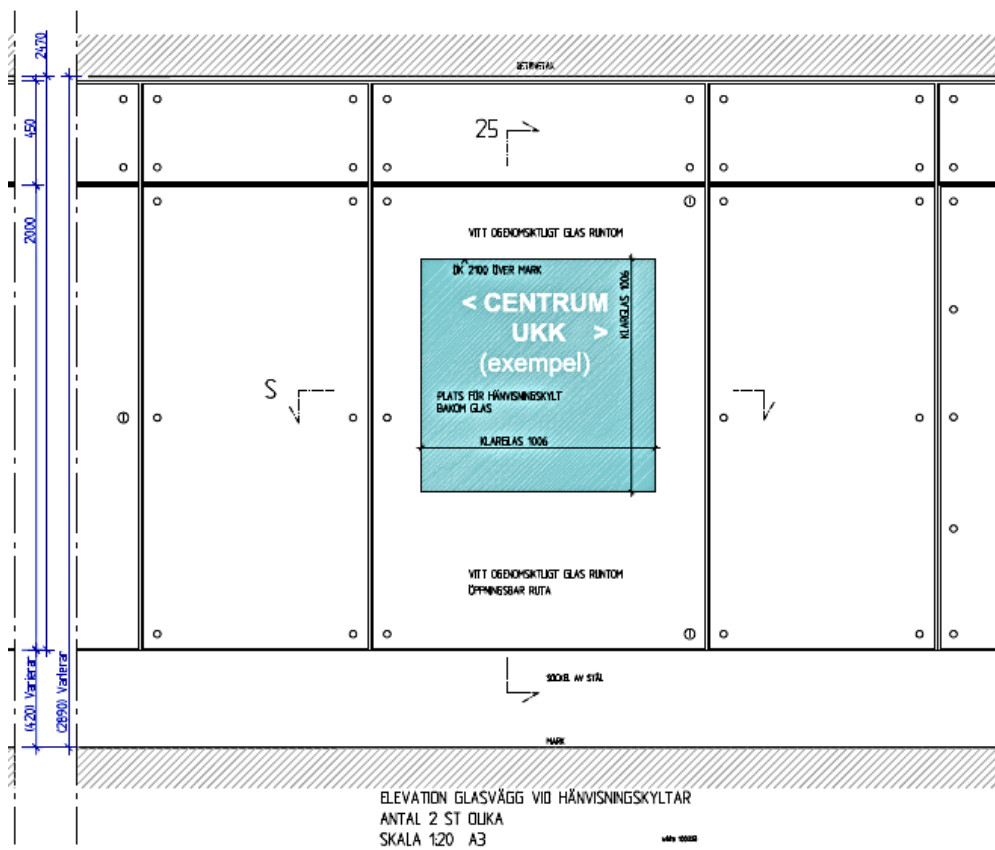 2470
BETONGTAK
450
25
2000
VITT OGENOMSIKTLIGT GLAS RUNTOM
ÖK 2100 ÖVER MARK
KLARGLAS 1006
< CENTRUM
UKK >
(exempel)
S
PLATS FÖR HÄNVISNINGSKYLT
BAKOM GLAS
KLARGLAS 1006
VITT OGENOMSIKTLIGT GLAS RUNTOM
ÖPPNINGSBAR RUTA
(420) Varierar
(2890) Varierar
SOCKEL AV STÅL
MARK
ELEVATION GLASVÄGG VID HÄNVISNINGSKYLTAR
ANTAL 2 ST OLIKA
SKALA 1:20 A3